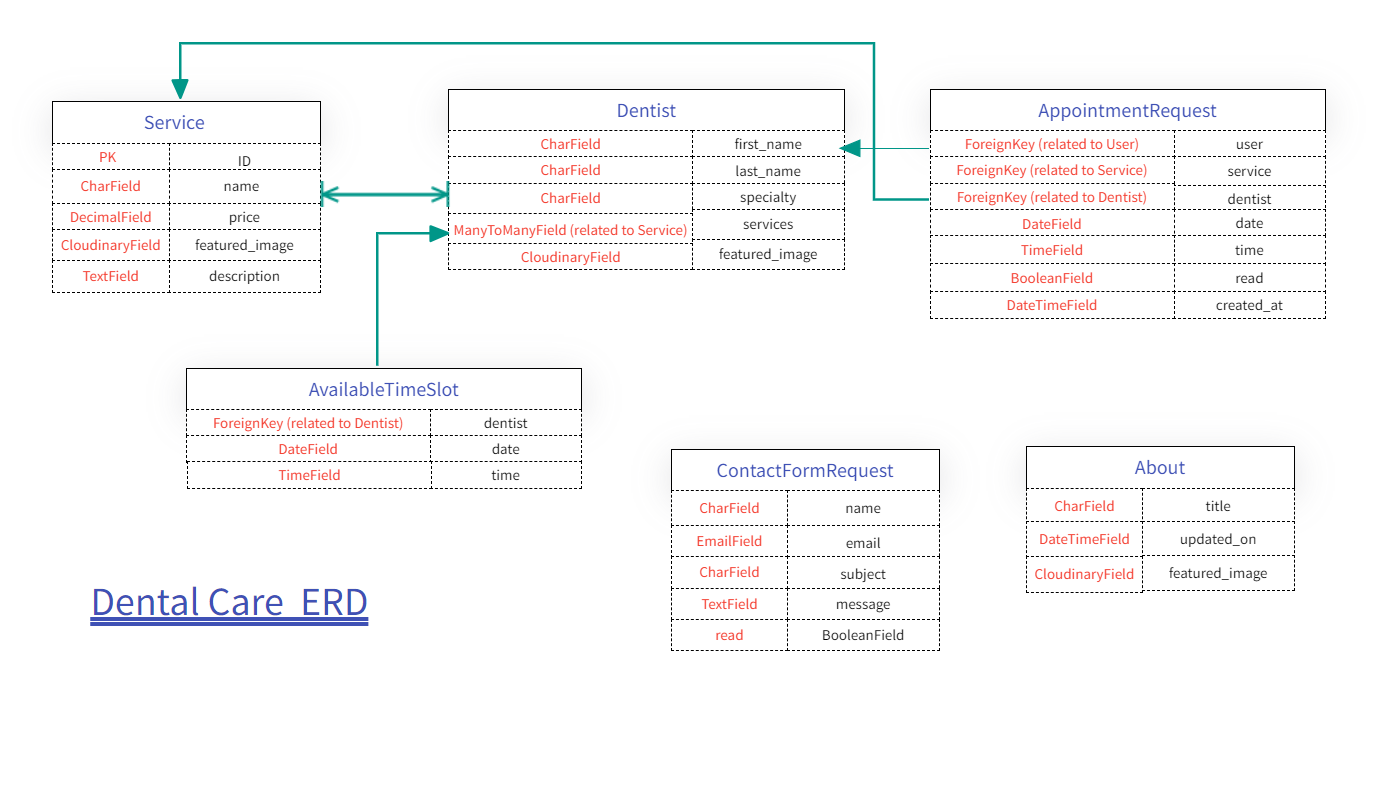 Service
PK ID
CharField name
DecimalField price
CloudinaryField featured_image
TextField description
Dentist
CharField first_name
CharField last_name
CharField specialty
ManyToManyField (related to Service) services
CloudinaryField featured_image
AppointmentRequest
ForeignKey (related to User) user
ForeignKey (related to Service) service
ForeignKey (related to Dentist) dentist
DateField date
TimeField time
BooleanField read
DateTimeField created_at
AvailableTimeSlot
ForeignKey (related to Dentist) dentist
DateField date
TimeField time
ContactFormRequest
CharField name
EmailField email
CharField subject
TextField message
read BooleanField
About
CharField title
DateTimeField updated_on
CloudinaryField featured_image
Dental Care ERD